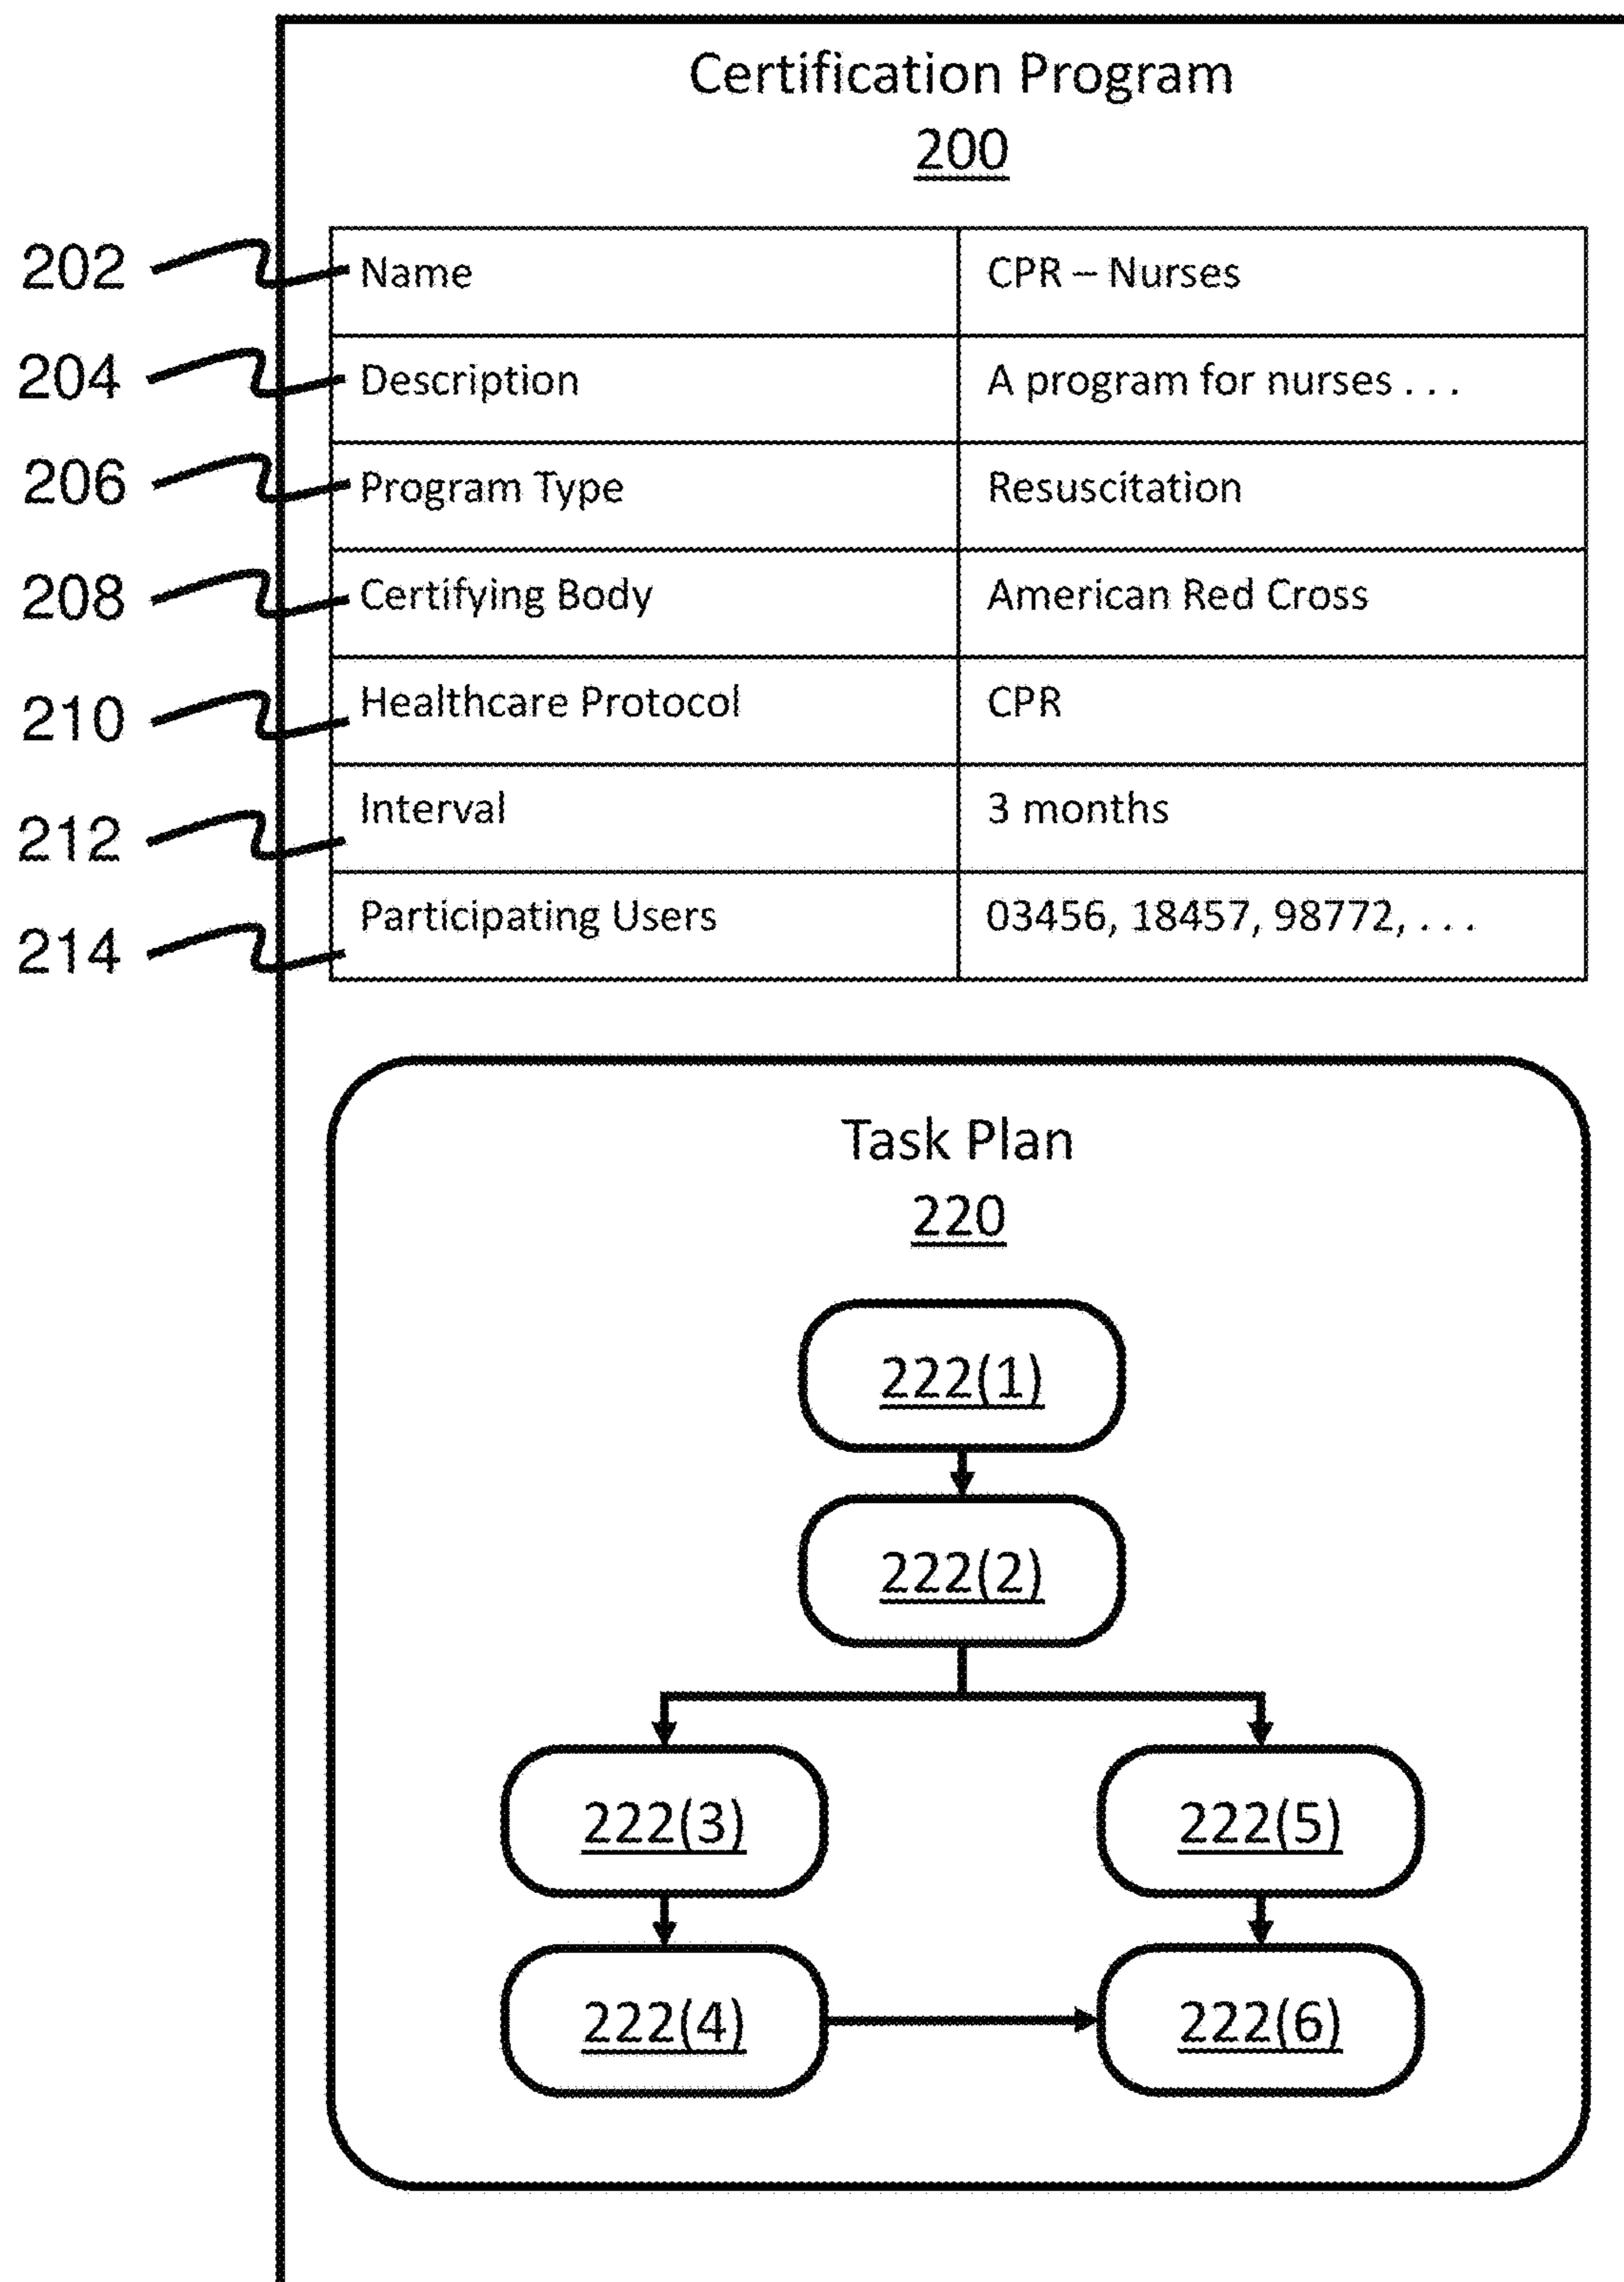 Certification Program
200
202 Name CPR – Nurses
204 Description A program for nurses . . .
206 Program Type Resuscitation
208 Certifying Body American Red Cross
210 Healthcare Protocol CPR
212 Interval 3 months
214 Participating Users 03456, 18457, 98772, . . .
Task Plan
220
222(1)
222(2)
222(3) 222(5)
222(4) 222(6)